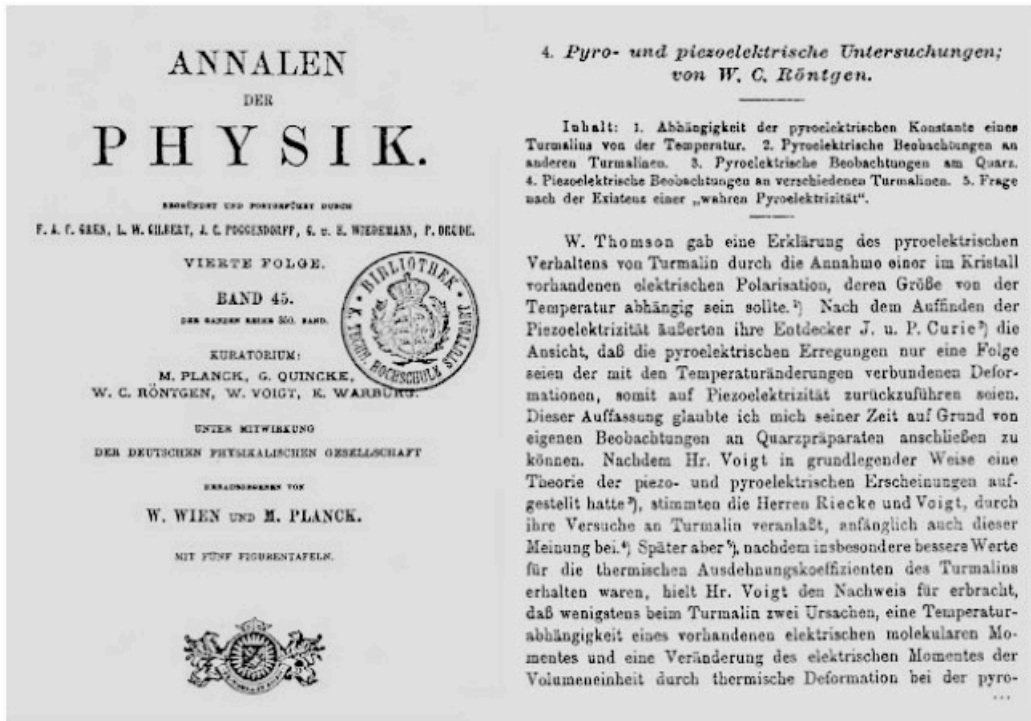 ANNALEN
DER
PHYSIK.
BEGRÜNDET UND FORTGEFÜHRT DURCH
F. A. C. GREN, L. W. GILBERT, J. C. POGGENDORFF, G. u. E. WIEDEMANN, P. DRUDE.
VIERTE FOLGE.
BAND 45.
DER GANZEN REIHE 350. BAND.
KURATORIUM:
M. PLANCK, G. QUINCKE,
W. C. RÖNTGEN, W. VOIGT, E. WARBURG.
UNTER MITWIRKUNG
DER DEUTSCHEN PHYSIKALISCHEN GESELLSCHAFT
HERAUSGEGEBEN VON
W. WIEN UND M. PLANCK.
MIT FÜNF FIGURENTAFELN.
BIBLIOTHEK
K. TECHN. HOCHSCHULE STUTTGART
4. Pyro- und piezoelektrische Untersuchungen;
von W. C. Röntgen.
Inhalt: 1. Abhängigkeit der pyroelektrischen Konstante eines
Turmalins von der Temperatur. 2. Pyroelektrische Beobachtungen an
anderen Turmalinen. 3. Pyroelektrische Beobachtungen am Quarz.
4. Piezoelektrische Beobachtungen an verschiedenen Turmalinen. 5. Frage
nach der Existenz einer „wahren Pyroelektrizität“.
W. Thomson gab eine Erklärung des pyroelektrischen
Verhaltens von Turmalin durch die Annahme einer im Kristall
vorhandenen elektrischen Polarisation, deren Größe von der
Temperatur abhängig sein sollte.¹) Nach dem Auffinden der
Piezoelektrizität äußerten ihre Entdecker J. u. P. Curie²) die
Ansicht, daß die pyroelektrischen Erregungen nur eine Folge
seien der mit den Temperaturänderungen verbundenen Defor-
mationen, somit auf Piezoelektrizität zurückzuführen seien.
Dieser Auffassung glaubte ich mich seiner Zeit auf Grund von
eigenen Beobachtungen an Quarzpräparaten anschließen zu
können. Nachdem Hr. Voigt in grundlegender Weise eine
Theorie der piezo- und pyroelektrischen Erscheinungen auf-
gestellt hatte³), stimmten die Herren Riecke und Voigt, durch
ihre Versuche an Turmalin veranlaßt, anfänglich auch dieser
Meinung bei.⁴) Später aber⁵), nachdem insbesondere bessere Werte
für die thermischen Ausdehnungskoeffizienten des Turmalins
erhalten waren, hielt Hr. Voigt den Nachweis für erbracht,
daß wenigstens beim Turmalin zwei Ursachen, eine Temperatur-
abhängigkeit eines vorhandenen elektrischen molekularen Mo-
mentes und eine Veränderung des elektrischen Momentes der
Volumeneinheit durch thermische Deformation bei der pyro-
...